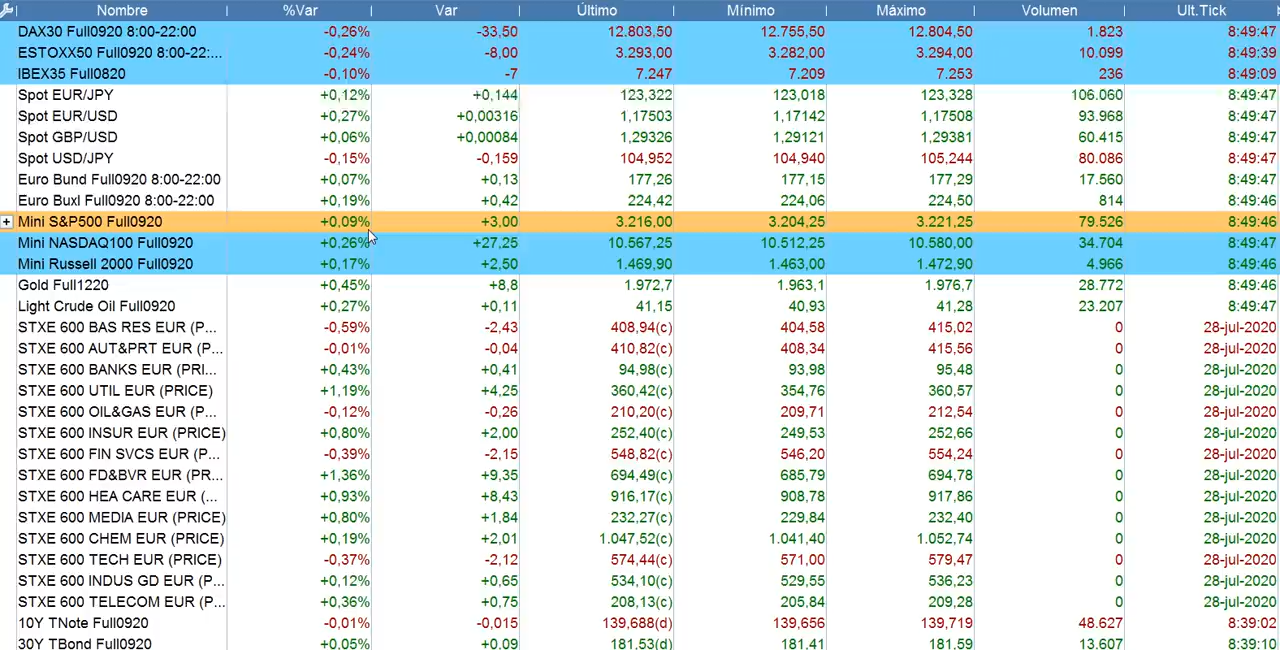 Nombre %Var Var Último Mínimo Máximo Volumen Ult.Tick
DAX30 Full0920 8:00-22:00 -0,26% -33,50 12.803,50 12.755,50 12.804,50 1.823 8:49:47
ESTOXX50 Full0920 8:00-22:... -0,24% -8,00 3.293,00 3.282,00 3.294,00 10.099 8:49:39
IBEX35 Full0820 -0,10% -7 7.247 7.209 7.253 236 8:49:09
Spot EUR/JPY +0,12% +0,144 123,322 123,018 123,328 106.060 8:49:47
Spot EUR/USD +0,27% +0,00316 1,17503 1,17142 1,17508 93.968 8:49:47
Spot GBP/USD +0,06% +0,00084 1,29326 1,29121 1,29381 60.415 8:49:47
Spot USD/JPY -0,15% -0,159 104,952 104,940 105,244 80.086 8:49:47
Euro Bund Full0920 8:00-22:00 +0,07% +0,13 177,26 177,15 177,29 17.560 8:49:47
Euro Buxl Full0920 8:00-22:00 +0,19% +0,42 224,42 224,06 224,50 814 8:49:46
Mini S&P500 Full0920 +0,09% +3,00 3.216,00 3.204,25 3.221,25 79.526 8:49:46
Mini NASDAQ100 Full0920 +0,26% +27,25 10.567,25 10.512,25 10.580,00 34.704 8:49:47
Mini Russell 2000 Full0920 +0,17% +2,50 1.469,90 1.463,00 1.472,90 4.966 8:49:46
Gold Full1220 +0,45% +8,8 1.972,7 1.963,1 1.976,7 28.772 8:49:46
Light Crude Oil Full0920 +0,27% +0,11 41,15 40,93 41,28 23.207 8:49:47
STXE 600 BAS RES EUR (P... -0,59% -2,43 408,94(c) 404,58 415,02 0 28-jul-2020
STXE 600 AUT&PRT EUR (P... -0,01% -0,04 410,82(c) 408,34 415,56 0 28-jul-2020
STXE 600 BANKS EUR (PRI... +0,43% +0,41 94,98(c) 93,98 95,48 0 28-jul-2020
STXE 600 UTIL EUR (PRICE) +1,19% +4,25 360,42(c) 354,76 360,57 0 28-jul-2020
STXE 600 OIL&GAS EUR (P... -0,12% -0,26 210,20(c) 209,71 212,54 0 28-jul-2020
STXE 600 INSUR EUR (PRICE) +0,80% +2,00 252,40(c) 249,53 252,66 0 28-jul-2020
STXE 600 FIN SVCS EUR (P... -0,39% -2,15 548,82(c) 546,20 554,24 0 28-jul-2020
STXE 600 FD&BVR EUR (PR... +1,36% +9,35 694,49(c) 685,79 694,78 0 28-jul-2020
STXE 600 HEA CARE EUR (... +0,93% +8,43 916,17(c) 908,78 917,86 0 28-jul-2020
STXE 600 MEDIA EUR (PRICE) +0,80% +1,84 232,27(c) 229,84 232,40 0 28-jul-2020
STXE 600 CHEM EUR (PRICE) +0,19% +2,01 1.047,52(c) 1.041,40 1.052,74 0 28-jul-2020
STXE 600 TECH EUR (PRICE) -0,37% -2,12 574,44(c) 571,00 579,47 0 28-jul-2020
STXE 600 INDUS GD EUR (P... +0,12% +0,65 534,10(c) 529,55 536,23 0 28-jul-2020
STXE 600 TELECOM EUR (P... +0,36% +0,75 208,13(c) 205,84 209,28 0 28-jul-2020
10Y TNote Full0920 -0,01% -0,015 139,688(d) 139,656 139,719 48.627 8:39:02
30Y TBond Full0920 +0,05% +0,09 181,53(d) 181,41 181,59 13.607 8:39:10